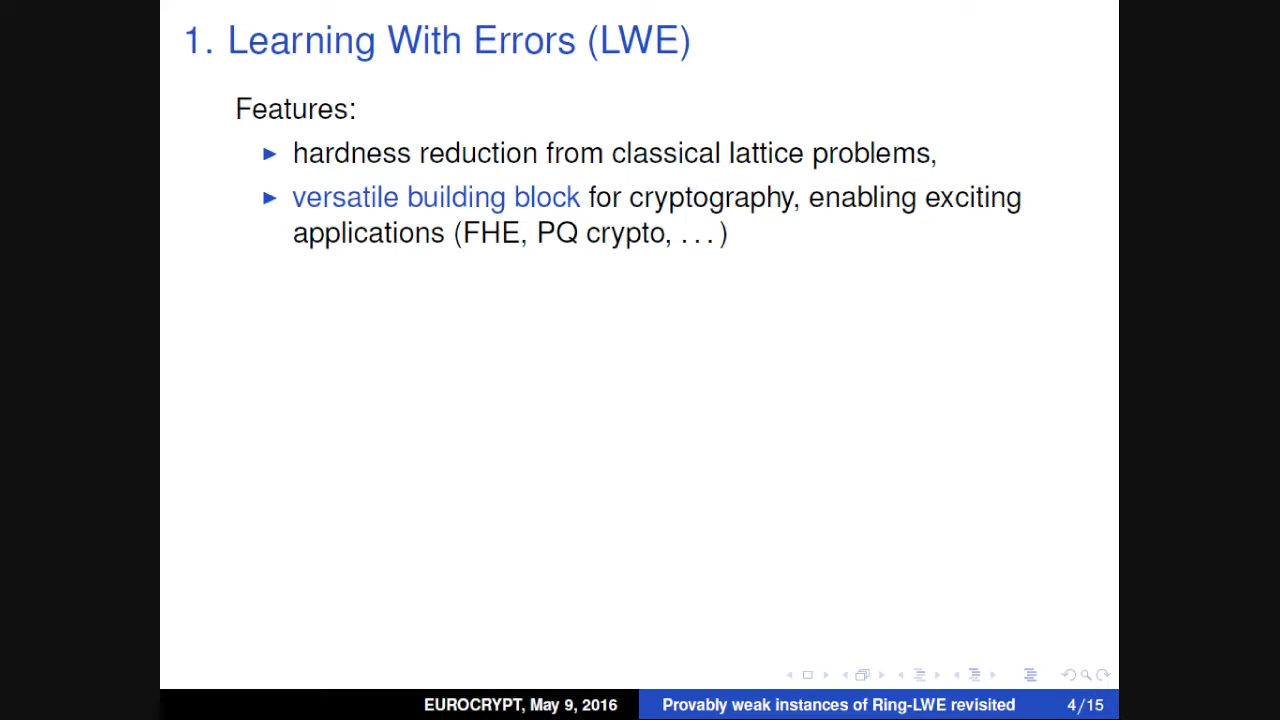 1. Learning With Errors (LWE)
Features:
► hardness reduction from classical lattice problems,
► versatile building block for cryptography, enabling exciting
applications (FHE, PQ crypto, . . . )
EUROCRYPT, May 9, 2016 Provably weak instances of Ring-LWE revisited 4/15